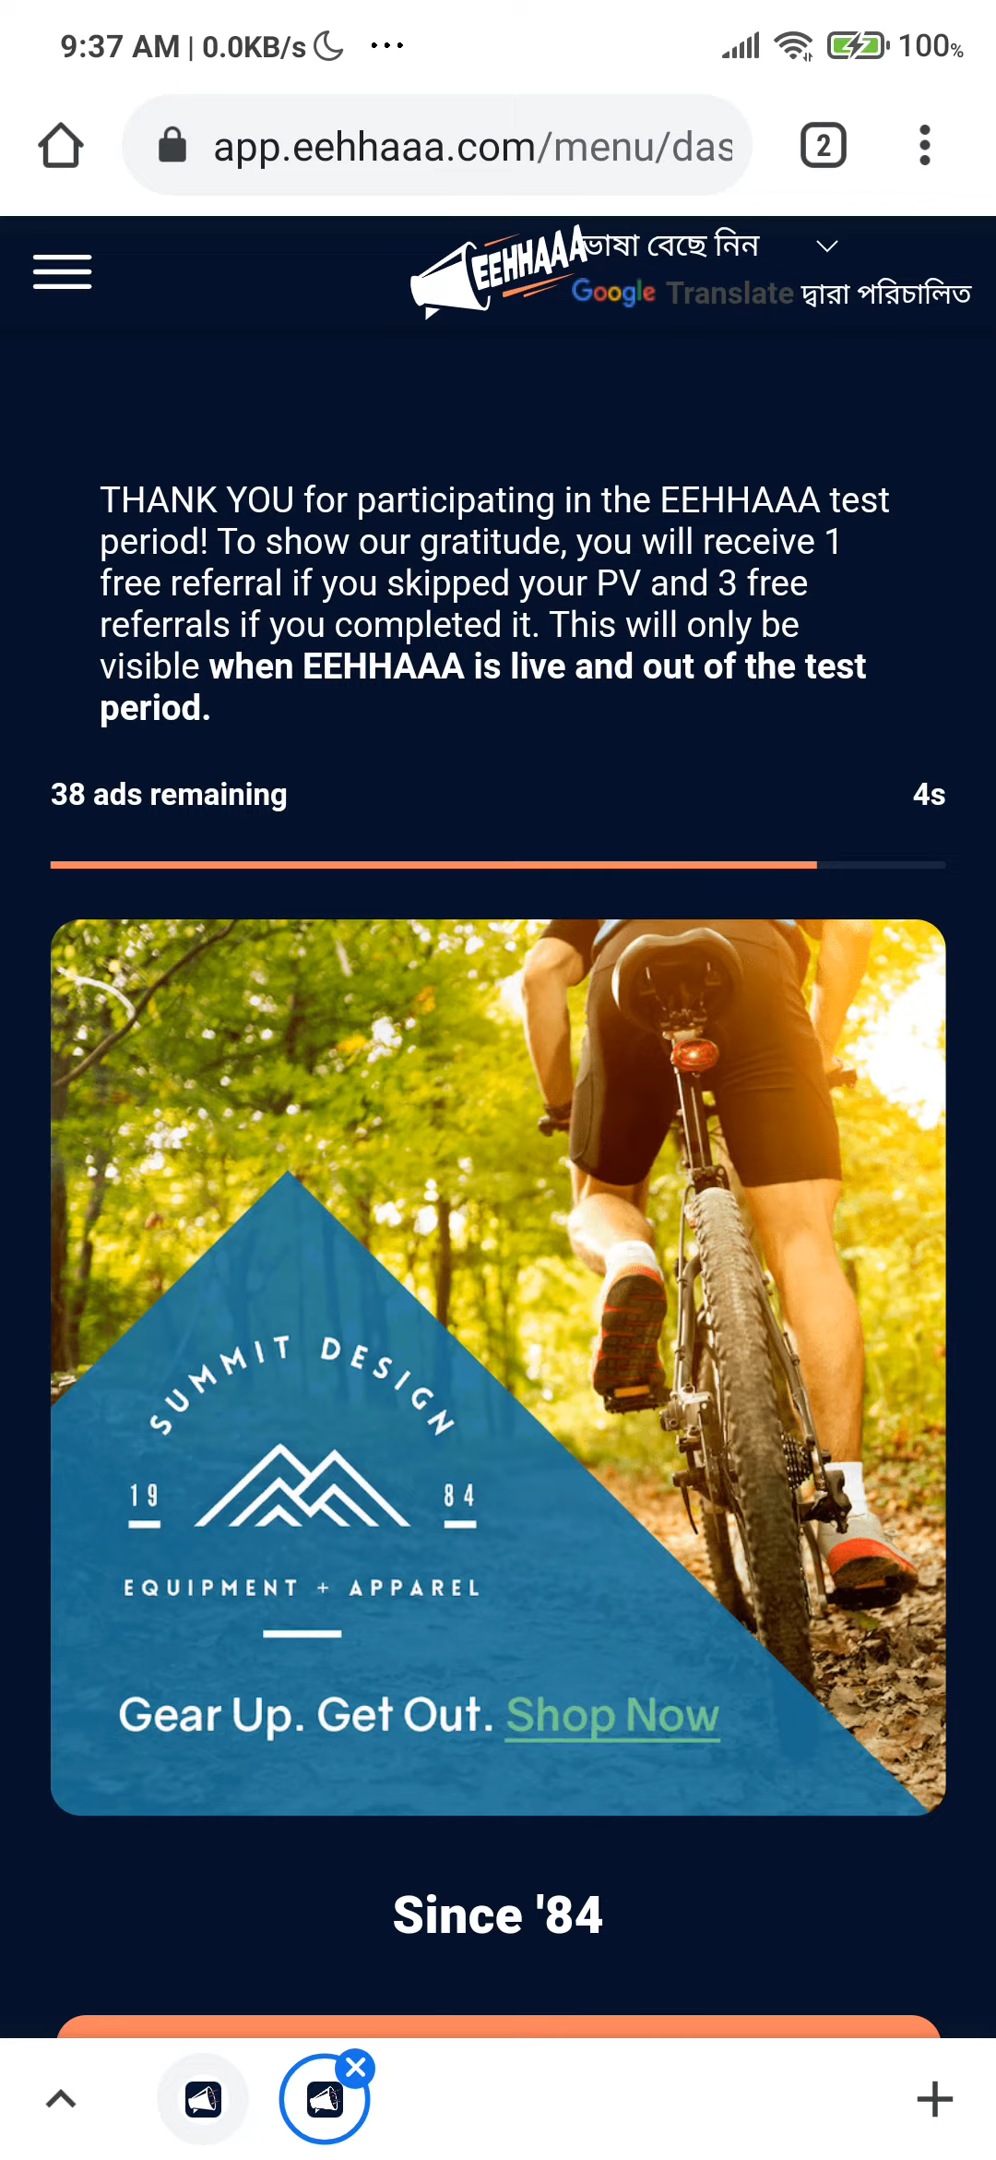 9:37 AM | 0.0KB/s ... 100%
app.eehhaaa.com/menu/das
2
EEHHAAA
ভাষা বেছে নিন
Google Translate দ্বারা পরিচালিত
THANK YOU for participating in the EEHHAAA test
period! To show our gratitude, you will receive 1
free referral if you skipped your PV and 3 free
referrals if you completed it. This will only be
visible when EEHHAAA is live and out of the test
period.
38 ads remaining 4s
SUMMIT DESIGN
19 84
EQUIPMENT + APPAREL
Gear Up. Get Out. Shop Now
Since '84